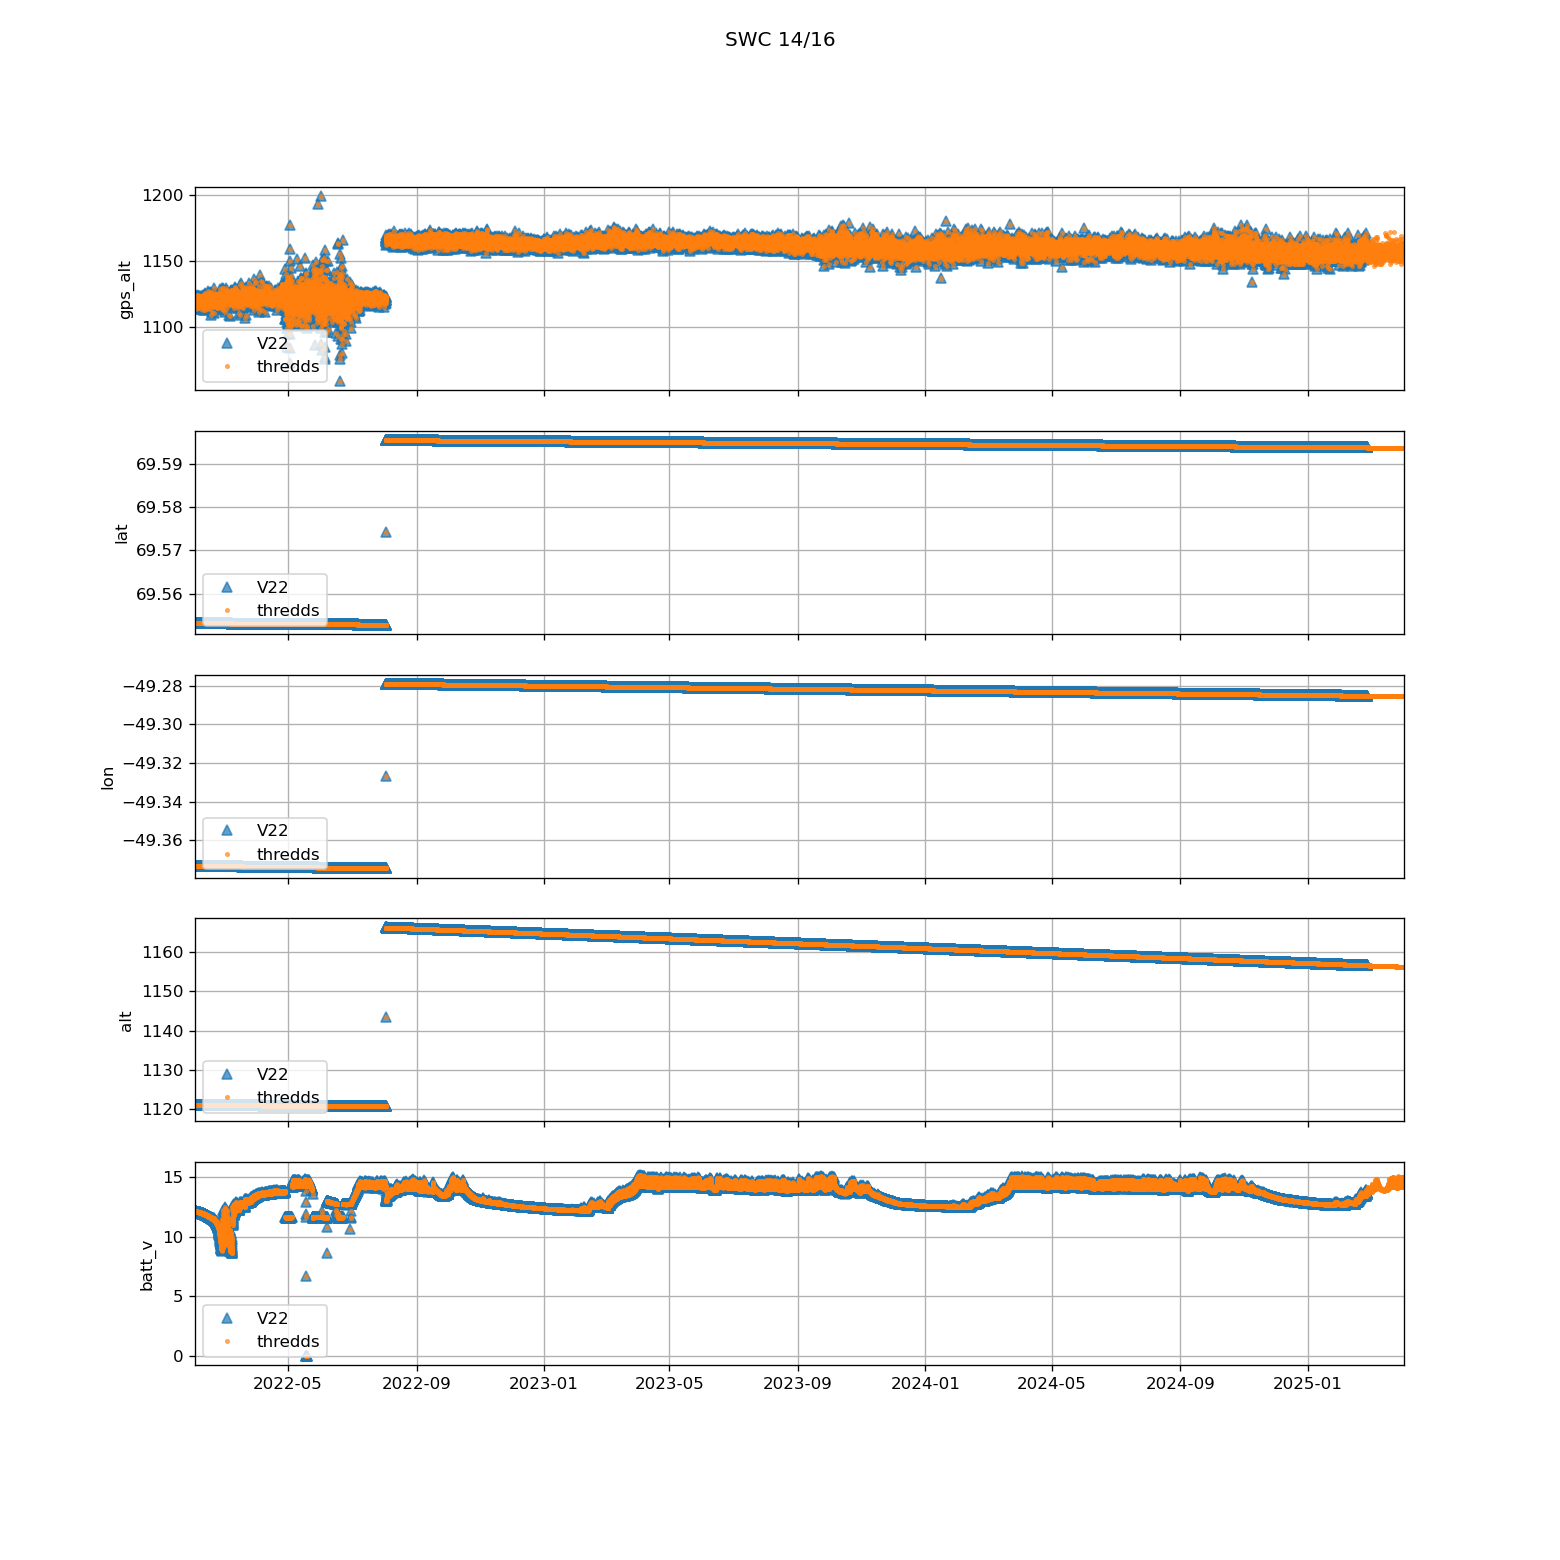 SWC 14/16
1200
1150
1100
gps_alt
V22
thredds
69.59
69.58
69.57
69.56
lat
V22
thredds
−49.28
−49.30
−49.32
−49.34
−49.36
lon
V22
thredds
1160
1150
1140
1130
1120
alt
V22
thredds
15
10
5
0
batt_v
V22
thredds
2022-05 2022-09 2023-01 2023-05 2023-09 2024-01 2024-05 2024-09 2025-01